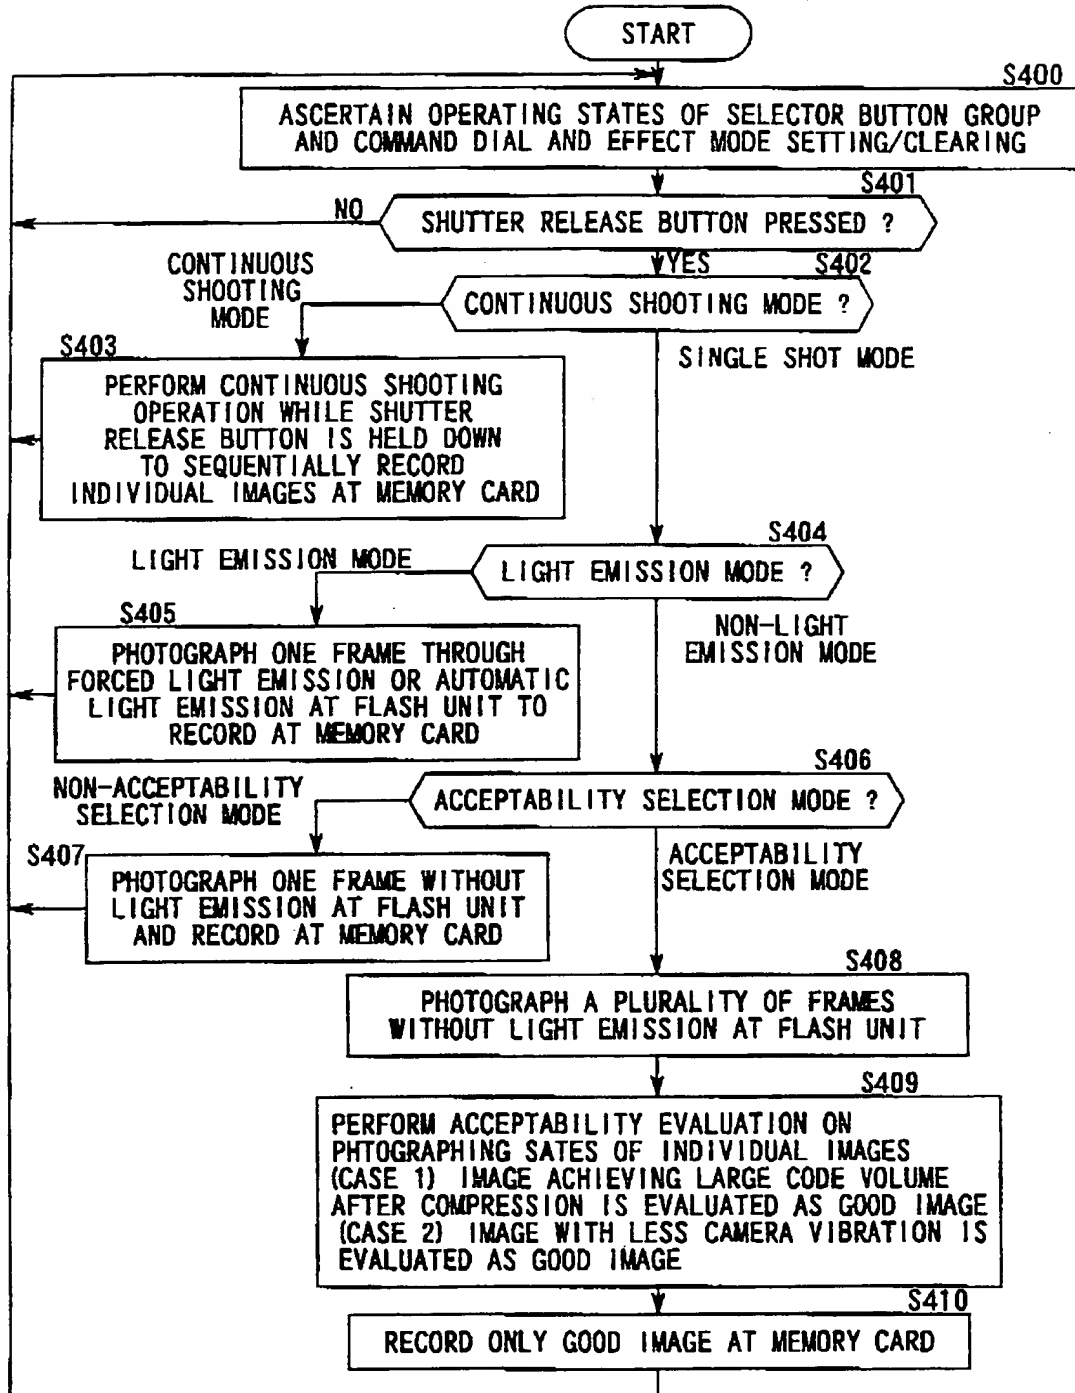 START
S400
ASCERTAIN OPERATING STATES OF SELECTOR BUTTON GROUP
AND COMMAND DIAL AND EFFECT MODE SETTING/CLEARING
S401
NO
SHUTTER RELEASE BUTTON PRESSED ?
YES
S402
CONTINUOUS
SHOOTING
MODE
CONTINUOUS SHOOTING MODE ?
SINGLE SHOT MODE
S403
PERFORM CONTINUOUS SHOOTING
OPERATION WHILE SHUTTER
RELEASE BUTTON IS HELD DOWN
TO SEQUENTIALLY RECORD
INDIVIDUAL IMAGES AT MEMORY CARD
S404
LIGHT EMISSION MODE
LIGHT EMISSION MODE ?
NON-LIGHT
EMISSION MODE
S405
PHOTOGRAPH ONE FRAME THROUGH
FORCED LIGHT EMISSION OR AUTOMATIC
LIGHT EMISSION AT FLASH UNIT TO
RECORD AT MEMORY CARD
S406
NON-ACCEPTABILITY
SELECTION MODE
ACCEPTABILITY SELECTION MODE ?
ACCEPTABILITY
SELECTION MODE
S407
PHOTOGRAPH ONE FRAME WITHOUT
LIGHT EMISSION AT FLASH UNIT
AND RECORD AT MEMORY CARD
S408
PHOTOGRAPH A PLURALITY OF FRAMES
WITHOUT LIGHT EMISSION AT FLASH UNIT
S409
PERFORM ACCEPTABILITY EVALUATION ON
PHTOGRAPHING SATES OF INDIVIDUAL IMAGES
(CASE 1) IMAGE ACHIEVING LARGE CODE VOLUME
AFTER COMPRESSION IS EVALUATED AS GOOD IMAGE
(CASE 2) IMAGE WITH LESS CAMERA VIBRATION IS
EVALUATED AS GOOD IMAGE
S410
RECORD ONLY GOOD IMAGE AT MEMORY CARD